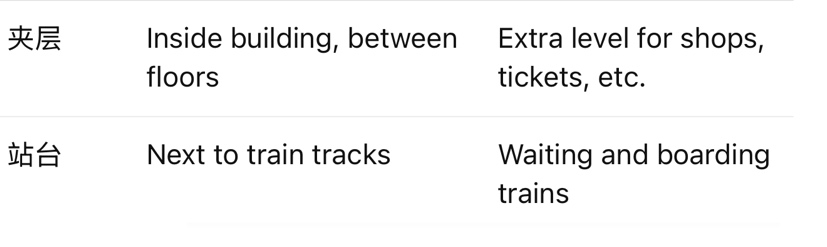 夹层 Inside building, between Extra level for shops,
floors tickets, etc.
站台 Next to train tracks Waiting and boarding
trains